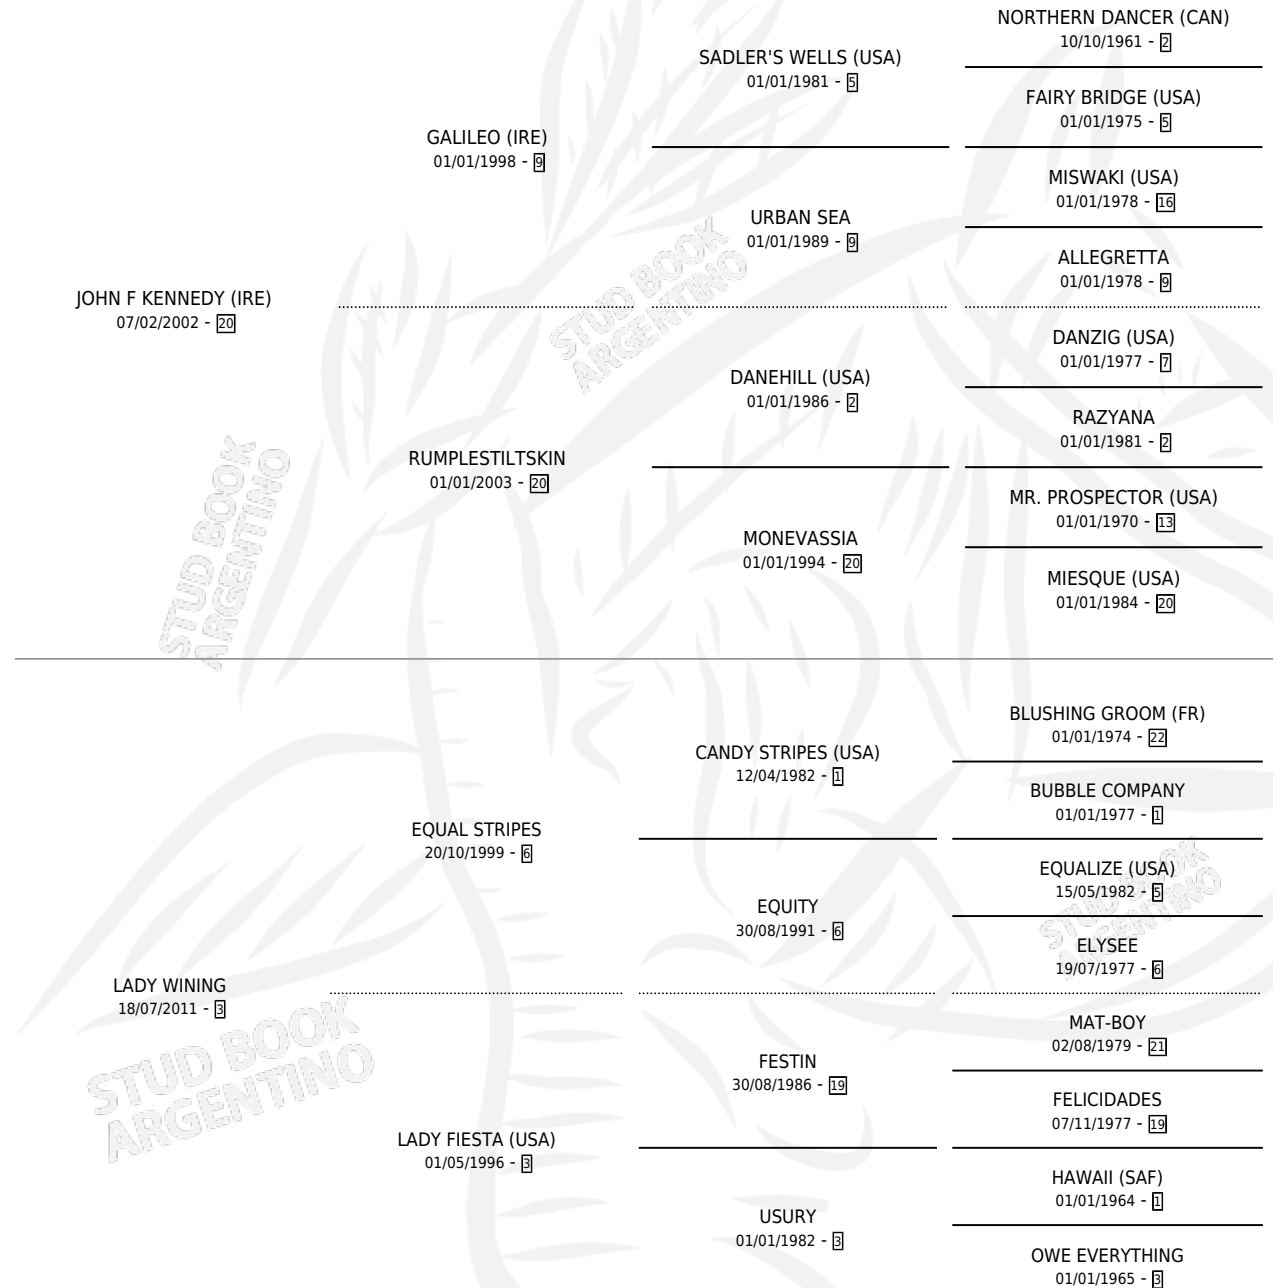 NORTHERN DANCER (CAN)
10/10/1961 - 2
SADLER'S WELLS (USA)
01/01/1981 - 5
FAIRY BRIDGE (USA)
01/01/1975 - 5
GALILEO (IRE)
01/01/1998 - 9
MISWAKI (USA)
01/01/1978 - 16
URBAN SEA
01/01/1989 - 9
ALLEGRETTA
01/01/1978 - 9
JOHN F KENNEDY (IRE)
07/02/2002 - 20
DANZIG (USA)
01/01/1977 - 7
DANEHILL (USA)
01/01/1986 - 2
RAZYANA
01/01/1981 - 2
RUMPLESTILTSKIN
01/01/2003 - 20
MR. PROSPECTOR (USA)
01/01/1970 - 13
MONEVASSIA
01/01/1994 - 20
MIESQUE (USA)
01/01/1984 - 20
BLUSHING GROOM (FR)
01/01/1974 - 22
CANDY STRIPES (USA)
12/04/1982 - 1
BUBBLE COMPANY
01/01/1977 - 1
EQUAL STRIPES
20/10/1999 - 6
EQUALIZE (USA)
15/05/1982 - 5
EQUITY
30/08/1991 - 6
ELYSEE
19/07/1977 - 6
LADY WINING
18/07/2011 - 3
MAT-BOY
02/08/1979 - 21
FESTIN
30/08/1986 - 19
FELICIDADES
07/11/1977 - 19
LADY FIESTA (USA)
01/05/1996 - 3
HAWAII (SAF)
01/01/1964 - 1
USURY
01/01/1982 - 3
OWE EVERYTHING
01/01/1965 - 3
STUD BOOK
ARGENTINO
STUD BOOK
ARGENTINO
STUD BOOK
ARGENTINO
STUD BOOK
ARGENTINO